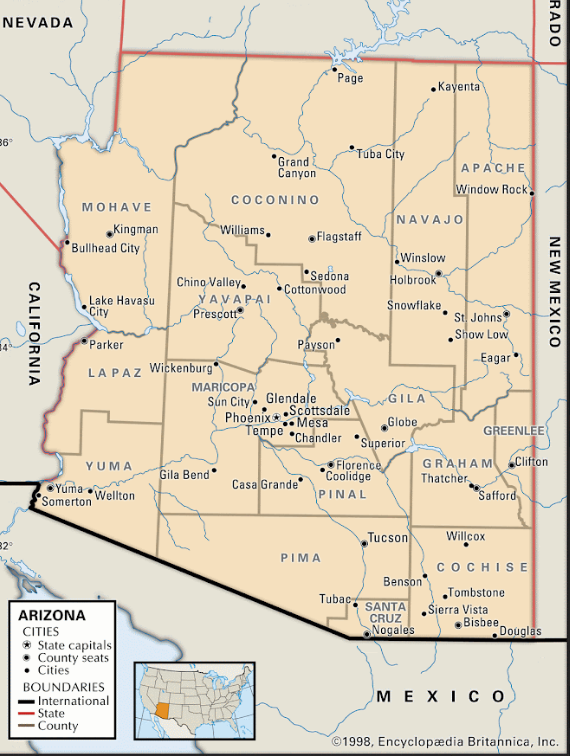 NEVADA
RADO
Page
Kayenta
36°
Tuba City
Grand
Canyon
APACHE
Window Rock
COCONINO
MOHAVE
NAVAJO
Kingman
Williams
Flagstaff
Bullhead City
NEW MEXICO
Winslow
Holbrook
Sedona
Chino Valley
Cottonwood
CALIFORNIA
Lake Havasu
City
YAVAPAI
Prescott
Snowflake
St. Johns
Show Low
Parker
Payson
Eagar
LA PAZ
Wickenburg
MARICOPA
Sun City
Glendale
GILA
Phoenix
Scottsdale
Mesa
Tempe
Chandler
Globe
Superior
GREENLEE
YUMA
Gila Bend
Florence
Coolidge
Casa Grande
PINAL
GRAHAM
Clifton
Thatcher
Safford
Yuma
Wellton
Somerton
32°
PIMA
Tucson
Willcox
COCHISE
Benson
Tubac
SANTA
CRUZ
Tombstone
Sierra Vista
Bisbee
Nogales
Douglas
ARIZONA
CITIES
State capitals
County seats
Cities
BOUNDARIES
International
State
County
MEXICO
©1998, Encyclopædia Britannica, Inc.